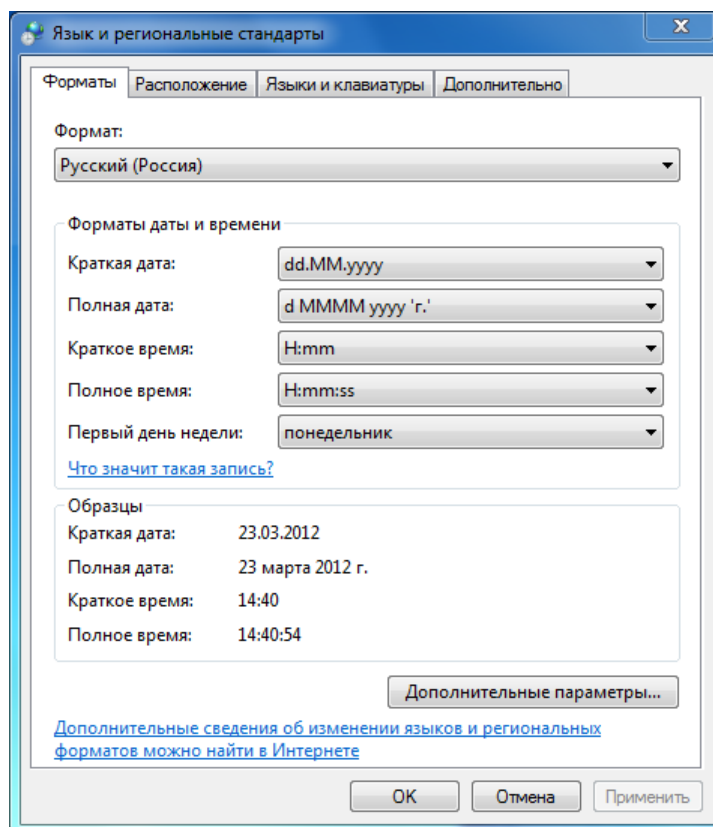 Язык и региональные стандарты
Форматы Расположение Языки и клавиатуры Дополнительно
Формат:
Русский (Россия)
Форматы даты и времени
Краткая дата: dd.MM.yyyy
Полная дата: d MMMM yyyy 'г.'
Краткое время: H:mm
Полное время: H:mm:ss
Первый день недели: понедельник
Что значит такая запись?
Образцы
Краткая дата: 23.03.2012
Полная дата: 23 марта 2012 г.
Краткое время: 14:40
Полное время: 14:40:54
Дополнительные параметры...
Дополнительные сведения об изменении языков и региональных
форматов можно найти в Интернете
OK Отмена Применить